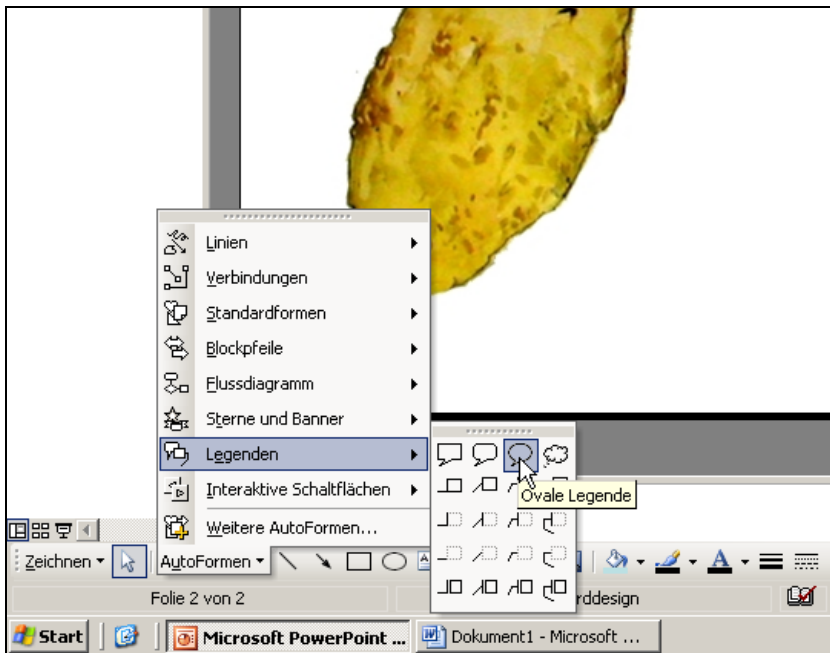 Linien
Verbindungen
Standardformen
Blockpfeile
Flussdiagramm
Sterne und Banner
Legenden
Interaktive Schaltflächen
Ovale Legende
Weitere AutoFormen...
Zeichnen
AutoFormen
A
A
Folie 2 von 2
rddesign
Start
Microsoft PowerPoint ...
Dokument1 - Microsoft ...